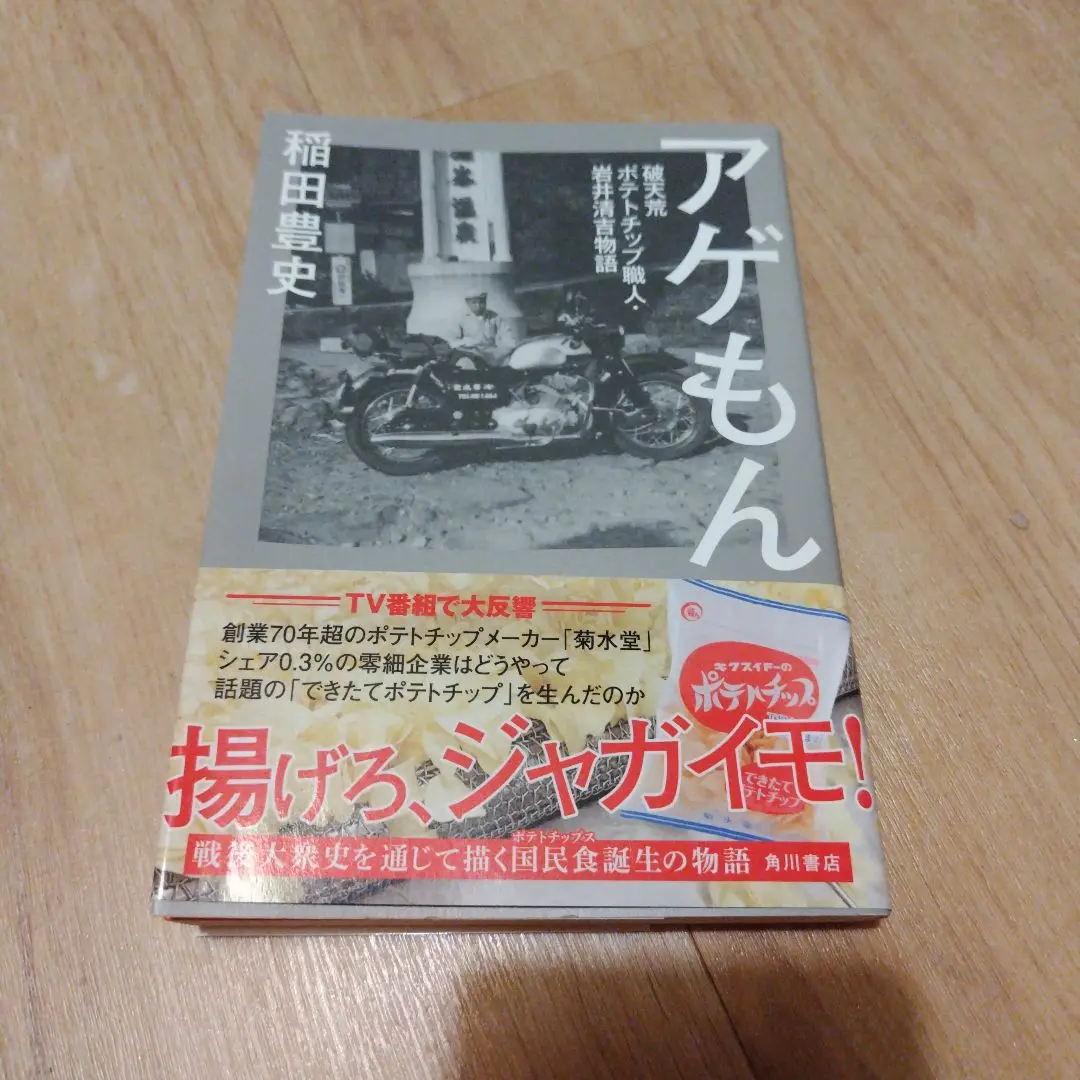 アゲもん
破天荒
ポテトチップ職人・
岩井清吉物語
稲田豊史
TV番組で大反響
創業70年超のポテトチップメーカー「菊水堂」
シェア0.3%の零細企業はどうやって
話題の「できたてポテトチップ」を生んだのか
キクスイドーの
ポテトチップ
できたて
揚げろ、ジャガイモ!
ポテトチップス
戦後大衆史を通じて描く国民食誕生の物語 角川書店